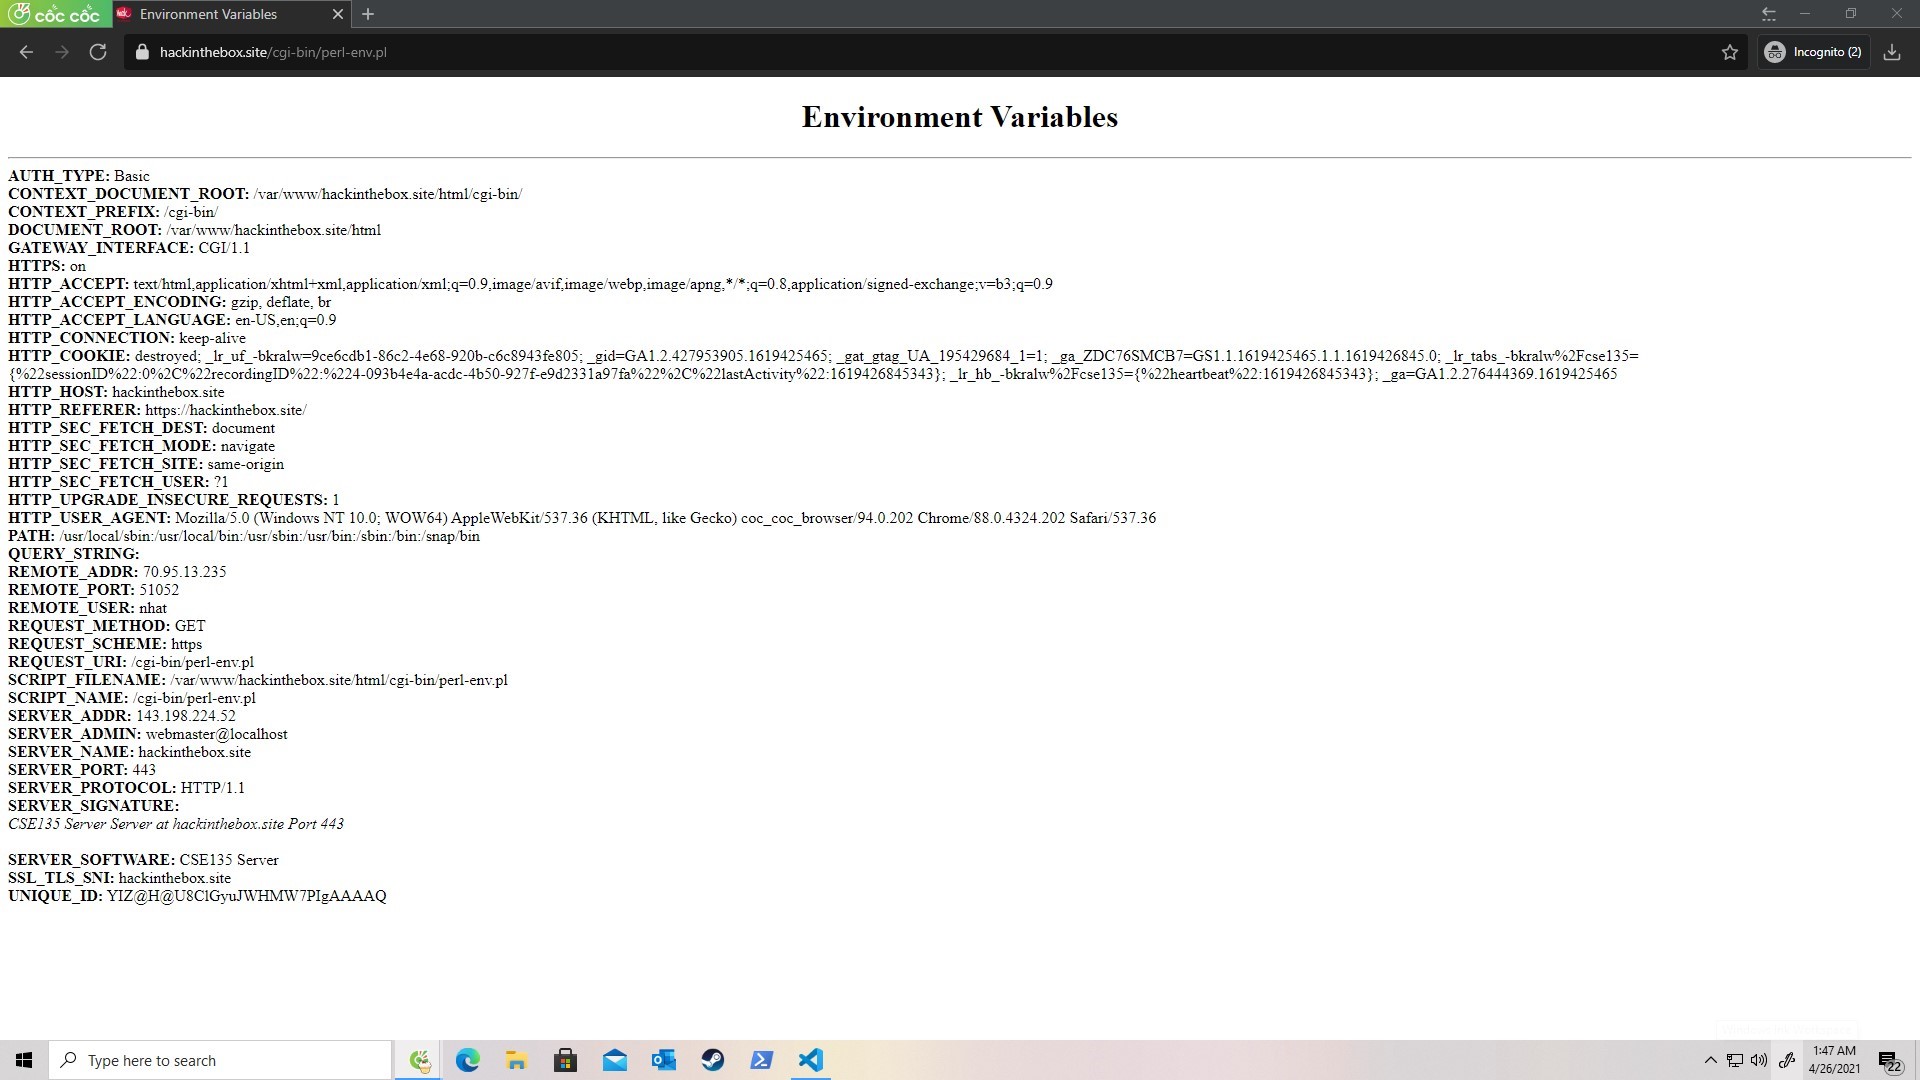 cốc cốc
Environment Variables
hackinthebox.site/cgi-bin/perl-env.pl
Incognito (2)
Environment Variables
AUTH_TYPE: Basic
CONTEXT_DOCUMENT_ROOT: /var/www/hackinthebox.site/html/cgi-bin/
CONTEXT_PREFIX: /cgi-bin/
DOCUMENT_ROOT: /var/www/hackinthebox.site/html
GATEWAY_INTERFACE: CGI/1.1
HTTPS: on
HTTP_ACCEPT: text/html,application/xhtml+xml,application/xml;q=0.9,image/avif,image/webp,image/apng,*/*;q=0.8,application/signed-exchange;v=b3;q=0.9
HTTP_ACCEPT_ENCODING: gzip, deflate, br
HTTP_ACCEPT_LANGUAGE: en-US,en;q=0.9
HTTP_CONNECTION: keep-alive
HTTP_COOKIE: destroyed; _lr_uf_-bkralw=9ce6cdb1-86c2-4e68-920b-c6c8943fe805; _gid=GA1.2.427953905.1619425465; _gat_gtag_UA_195429684_1=1; _ga_ZDC76SMCB7=GS1.1.1619425465.1.1.1619426845.0; _lr_tabs_-bkralw%2Fcse135=
{%22sessionID%22:0%2C%22recordingID%22:%224-093b4e4a-acdc-4b50-927f-e9d2331a97fa%22%2C%22lastActivity%22:1619426845343}; _lr_hb_-bkralw%2Fcse135={%22heartbeat%22:1619426845343}; _ga=GA1.2.276444369.1619425465
HTTP_HOST: hackinthebox.site
HTTP_REFERER: https://hackinthebox.site/
HTTP_SEC_FETCH_DEST: document
HTTP_SEC_FETCH_MODE: navigate
HTTP_SEC_FETCH_SITE: same-origin
HTTP_SEC_FETCH_USER: ?1
HTTP_UPGRADE_INSECURE_REQUESTS: 1
HTTP_USER_AGENT: Mozilla/5.0 (Windows NT 10.0; WOW64) AppleWebKit/537.36 (KHTML, like Gecko) coc_coc_browser/94.0.202 Chrome/88.0.4324.202 Safari/537.36
PATH: /usr/local/sbin:/usr/local/bin:/usr/sbin:/usr/bin:/sbin:/bin:/snap/bin
QUERY_STRING:
REMOTE_ADDR: 70.95.13.235
REMOTE_PORT: 51052
REMOTE_USER: nhat
REQUEST_METHOD: GET
REQUEST_SCHEME: https
REQUEST_URI: /cgi-bin/perl-env.pl
SCRIPT_FILENAME: /var/www/hackinthebox.site/html/cgi-bin/perl-env.pl
SCRIPT_NAME: /cgi-bin/perl-env.pl
SERVER_ADDR: 143.198.224.52
SERVER_ADMIN: webmaster@localhost
SERVER_NAME: hackinthebox.site
SERVER_PORT: 443
SERVER_PROTOCOL: HTTP/1.1
SERVER_SIGNATURE:
CSE135 Server Server at hackinthebox.site Port 443
SERVER_SOFTWARE: CSE135 Server
SSL_TLS_SNI: hackinthebox.site
UNIQUE_ID: YIZ@H@U8ClGyuJWHMW7PIgAAAAQ
Type here to search
1:47 AM
4/26/2021
22